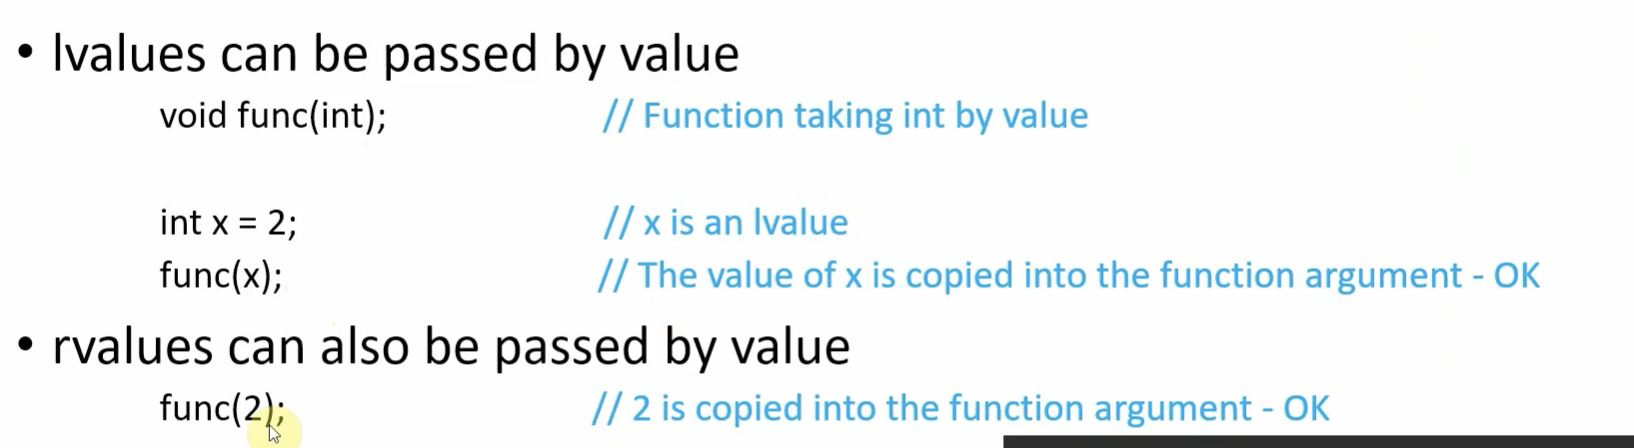 • lvalues can be passed by value
void func(int); // Function taking int by value
int x = 2; // x is an lvalue
func(x); // The value of x is copied into the function argument - OK
• rvalues can also be passed by value
func(2); // 2 is copied into the function argument - OK